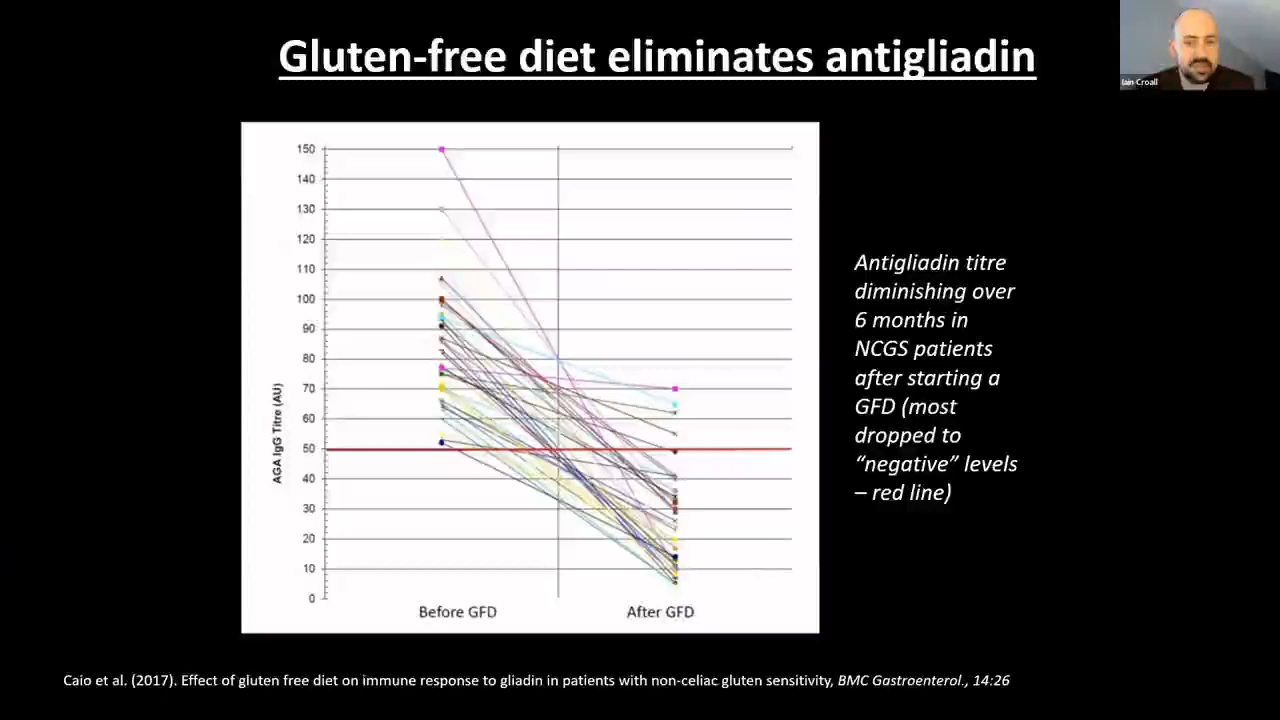 Gluten-free diet eliminates antigliadin
Iain Croall
150
140
130
120
110
100
90
80
70
60
50
40
30
20
10
0
AGA IgG Titre (AU)
Before GFD
After GFD
Antigliadin titre
diminishing over
6 months in
NCGS patients
after starting a
GFD (most
dropped to
“negative” levels
– red line)
Caio et al. (2017). Effect of gluten free diet on immune response to gliadin in patients with non-celiac gluten sensitivity, BMC Gastroenterol., 14:26